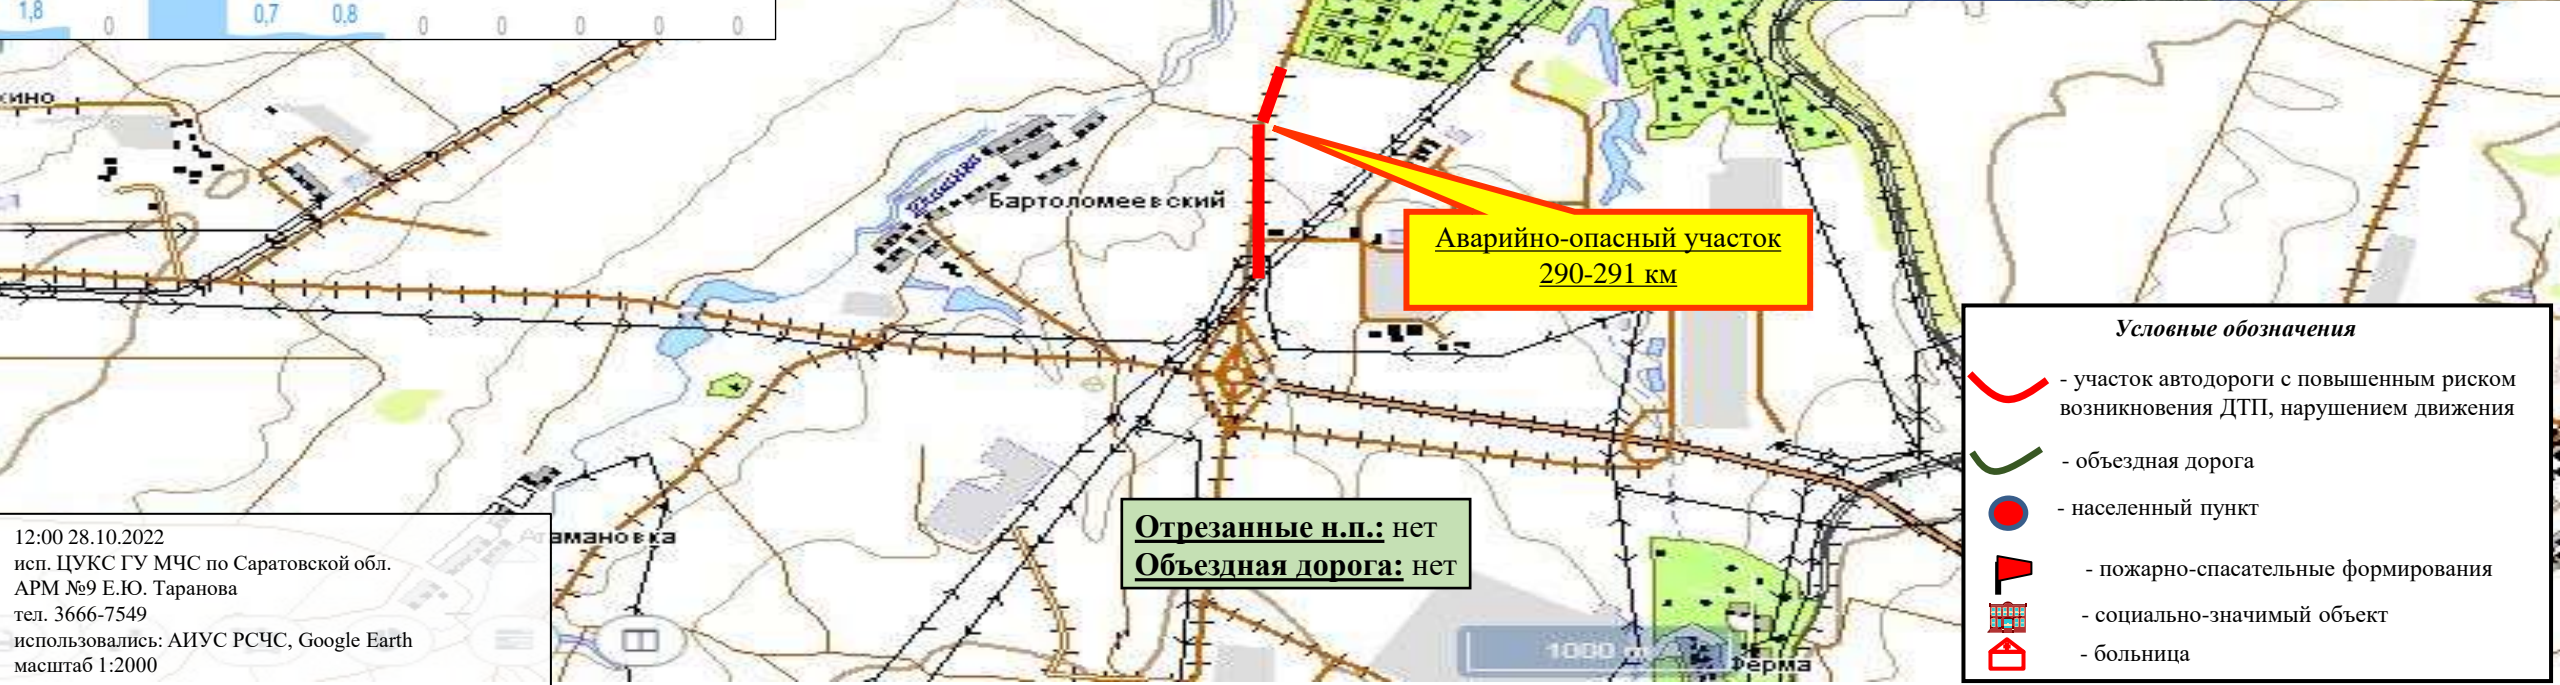 1,8
0
0,7
0,8
0
0
0
0
0
Бартоломеевский
Аварийно-опасный участок
290-291 км
Условные обозначения
- участок автодороги с повышенным риском
возникновения ДТП, нарушением движения
- объездная дорога
- населенный пункт
- пожарно-спасательные формирования
- социально-значимый объект
- больница
Отрезанные н.п.: нет
Объездная дорога: нет
Атамановка
12:00 28.10.2022
исп. ЦУКС ГУ МЧС по Саратовской обл.
АРМ №9 Е.Ю. Таранова
тел. 3666-7549
использовались: АИУС РСЧС, Google Earth
масштаб 1:2000
1000 m
Ферма